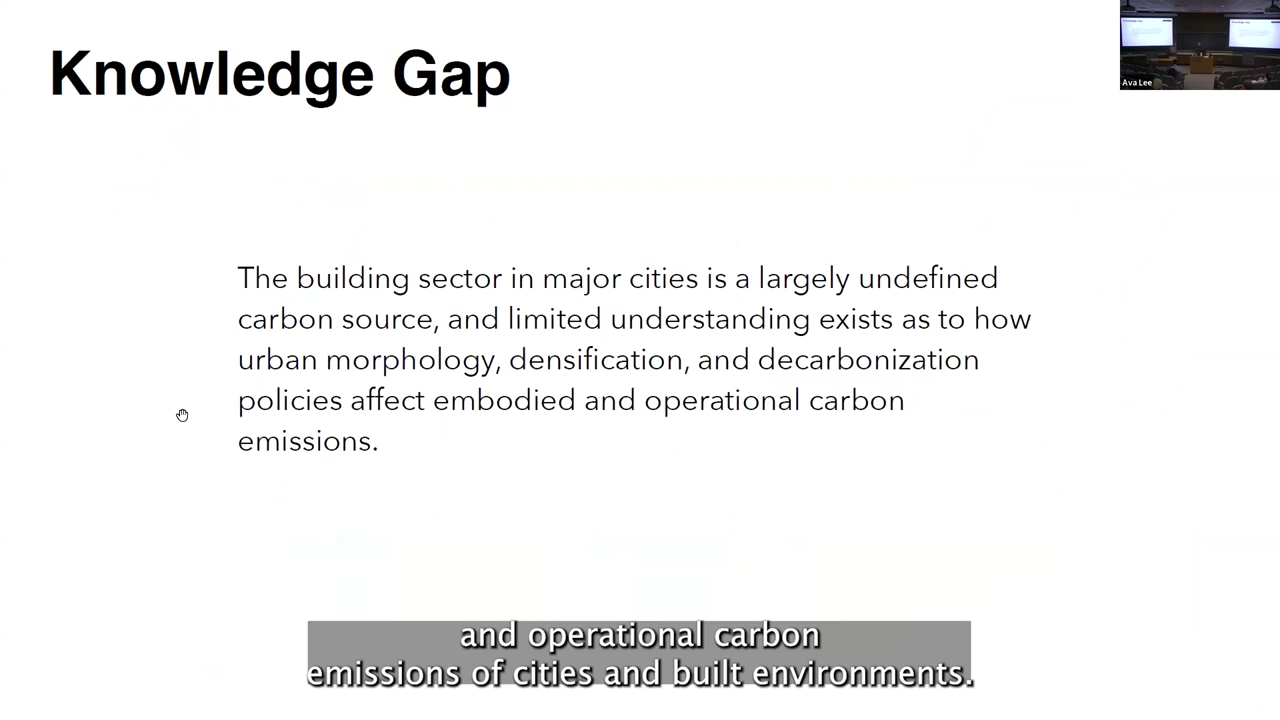 Knowledge Gap
Ava Lee
The building sector in major cities is a largely undefined
carbon source, and limited understanding exists as to how
urban morphology, densification, and decarbonization
policies affect embodied and operational carbon
emissions.
and operational carbon
emissions of cities and built environments.